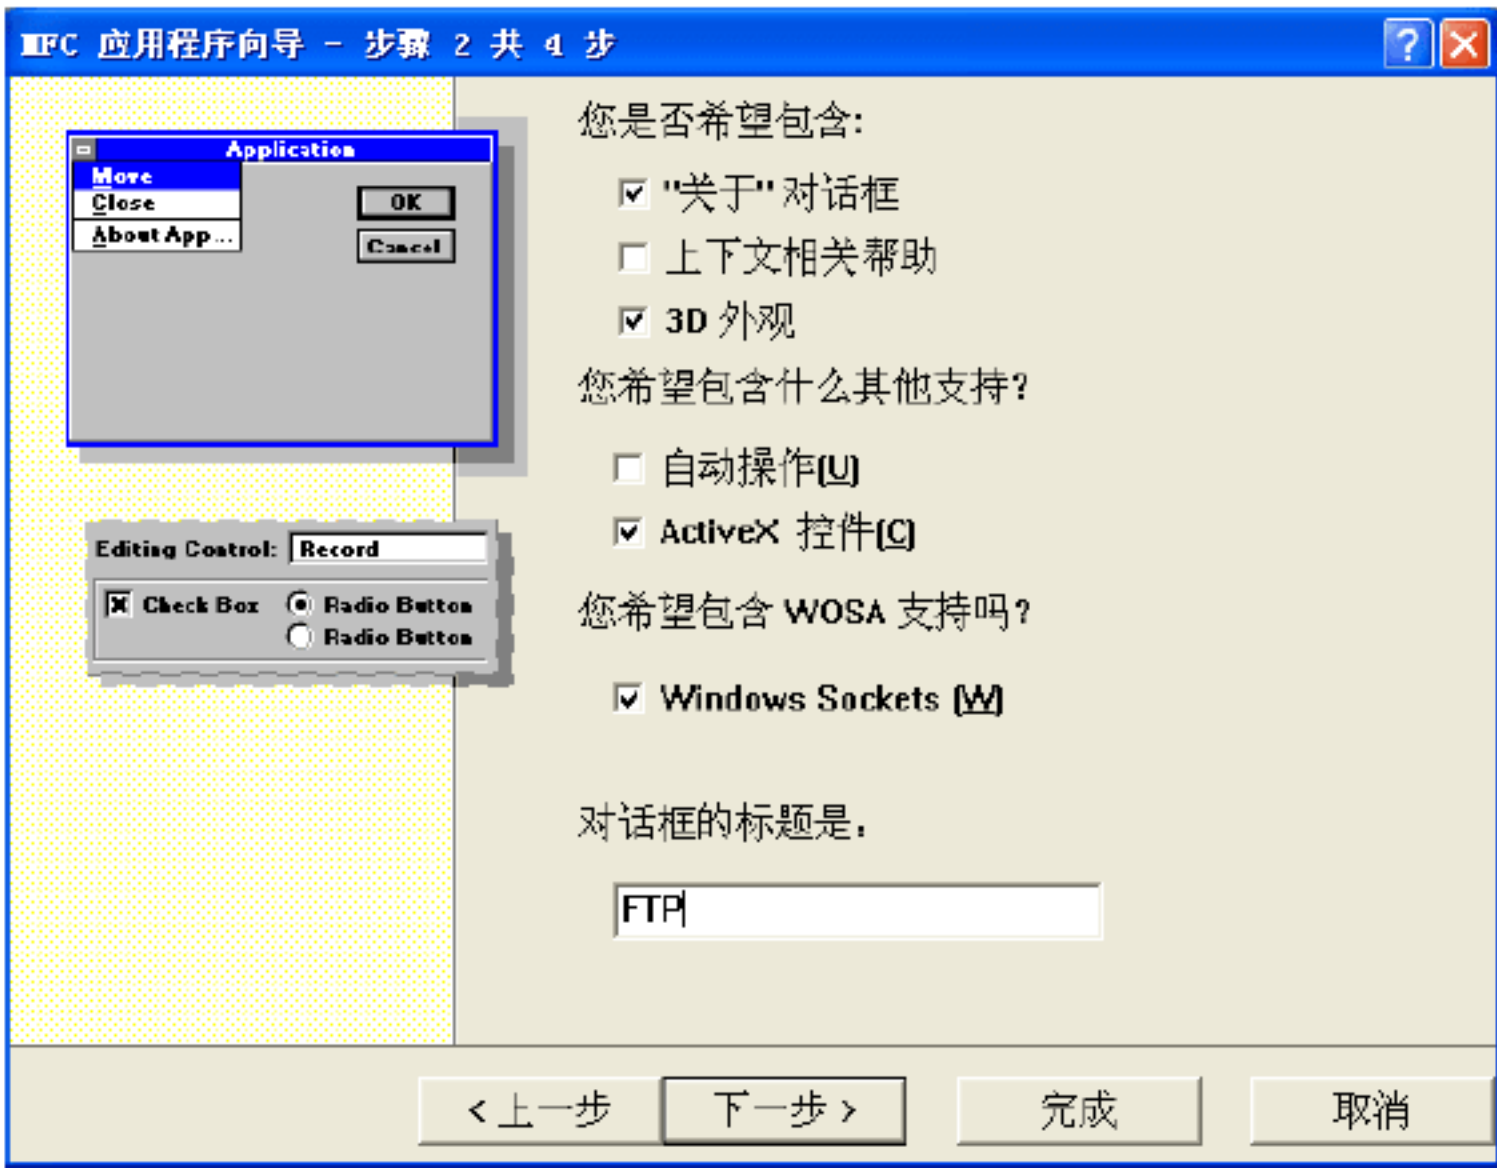 MFC 应用程序向导 - 步骤 2 共 4 步
Application
Move
Close
About App...
OK
Cancel
Editing Control: Record
Check Box
Radio Button
Radio Button
您是否希望包含:
"关于" 对话框
上下文相关帮助
3D 外观
您希望包含什么其他支持?
自动操作(U)
ActiveX 控件(C)
您希望包含 WOSA 支持吗?
Windows Sockets (W)
对话框的标题是:
FTP
< 上一步
下一步 >
完成
取消